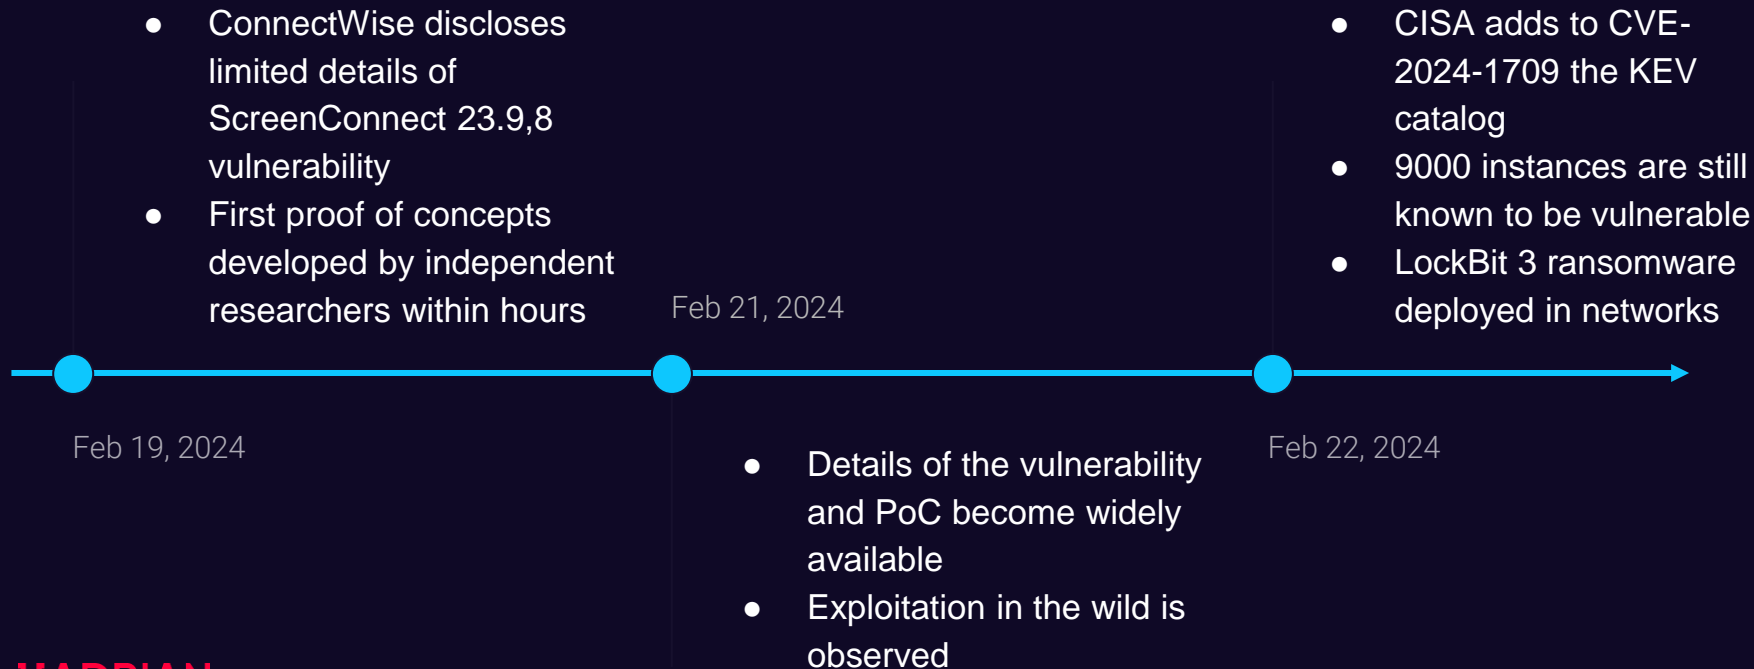 ● ConnectWise discloses
limited details of
ScreenConnect 23.9,8
vulnerability
● First proof of concepts
developed by independent
researchers within hours
Feb 19, 2024
Feb 21, 2024
● Details of the vulnerability
and PoC become widely
available
● Exploitation in the wild is
observed
● CISA adds to CVE-
2024-1709 the KEV
catalog
● 9000 instances are still
known to be vulnerable
● LockBit 3 ransomware
deployed in networks
Feb 22, 2024
HADRIAN